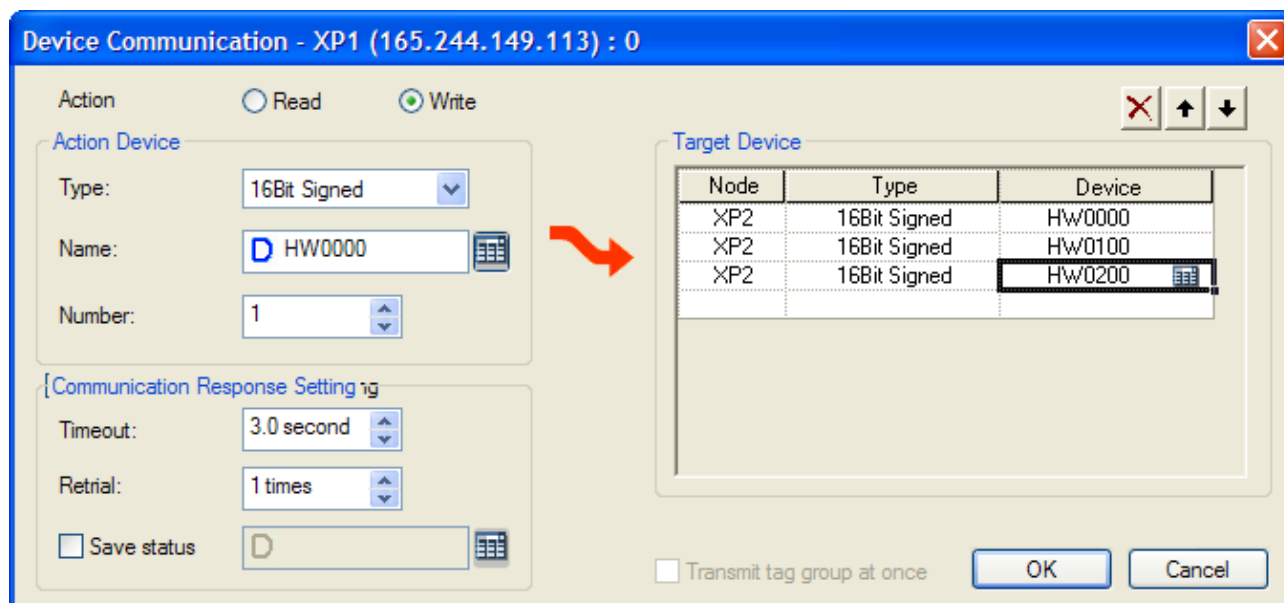 Device Communication - XP1 (165.244.149.113) : 0
Action Read Write
Action Device
Type: 16Bit Signed
Name: D HW0000
Number: 1
[Communication Response Setting ng
Timeout: 3.0 second
Retrial: 1 times
Save status D
Target Device
Node Type Device
XP2 16Bit Signed HW0000
XP2 16Bit Signed HW0100
XP2 16Bit Signed HW0200
Transmit tag group at once OK Cancel